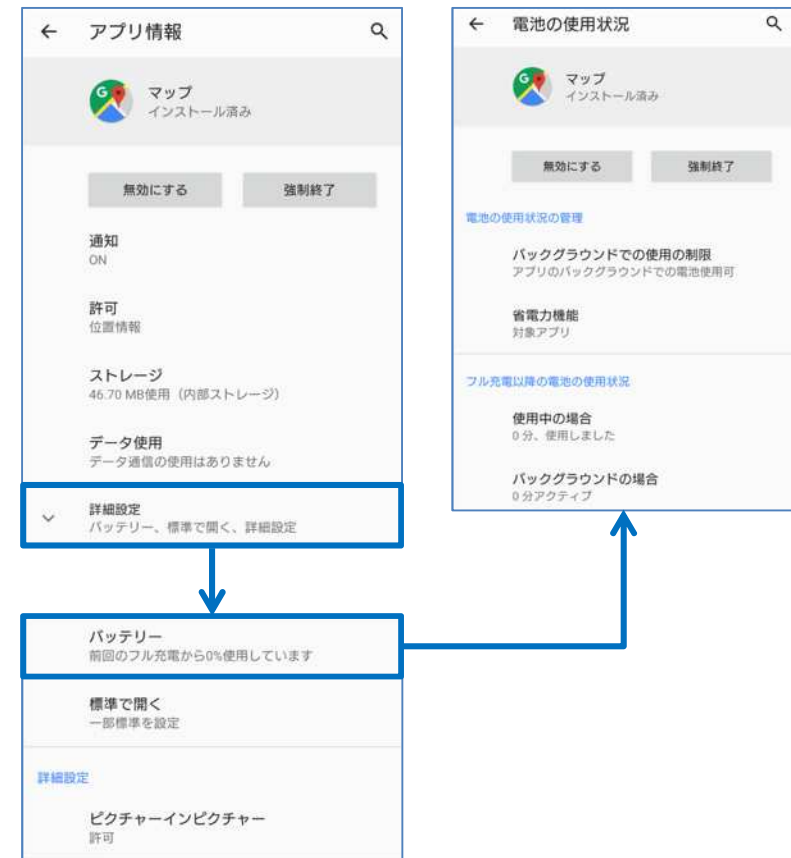 アプリ情報
マップ
インストール済み
無効にする
強制終了
通知
ON
許可
位置情報
ストレージ
46.70 MB使用（内部ストレージ）
データ使用
データ通信の使用はありません
詳細設定
バッテリー、標準で開く、詳細設定
バッテリー
前回のフル充電から0%使用しています
標準で開く
一部標準を設定
詳細設定
ピクチャーインピクチャー
許可
電池の使用状況
マップ
インストール済み
無効にする
強制終了
電池の使用状況の管理
バックグラウンドでの使用の制限
アプリのバックグラウンドでの電池使用可
省電力機能
対象アプリ
フル充電以降の電池の使用状況
使用中の場合
0 分、使用しました
バックグラウンドの場合
0 分アクティブ